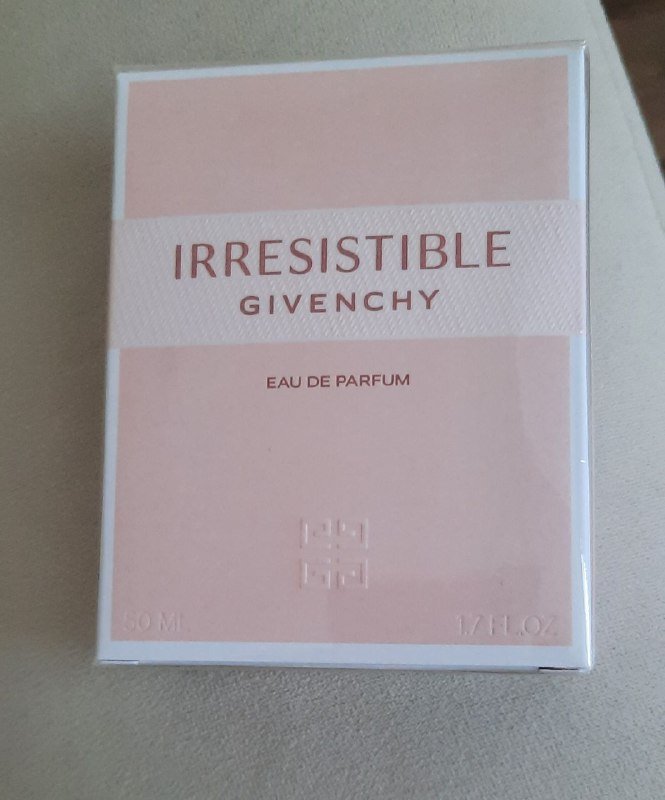 IRRESISTIBLE
GIVENCHY
EAU DE PARFUM
50 ML
1.7 FL.OZ